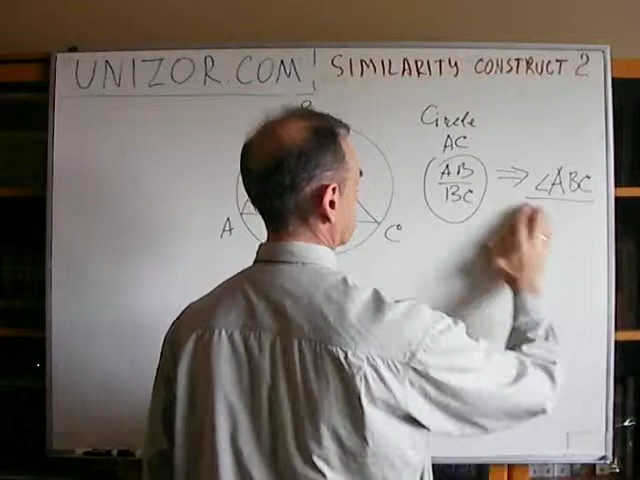 UNIZOR.COM! SIMILARITY CONSTRUCT 2
Circle
AC
AB
BC
⇒ ∠ABC
A
C